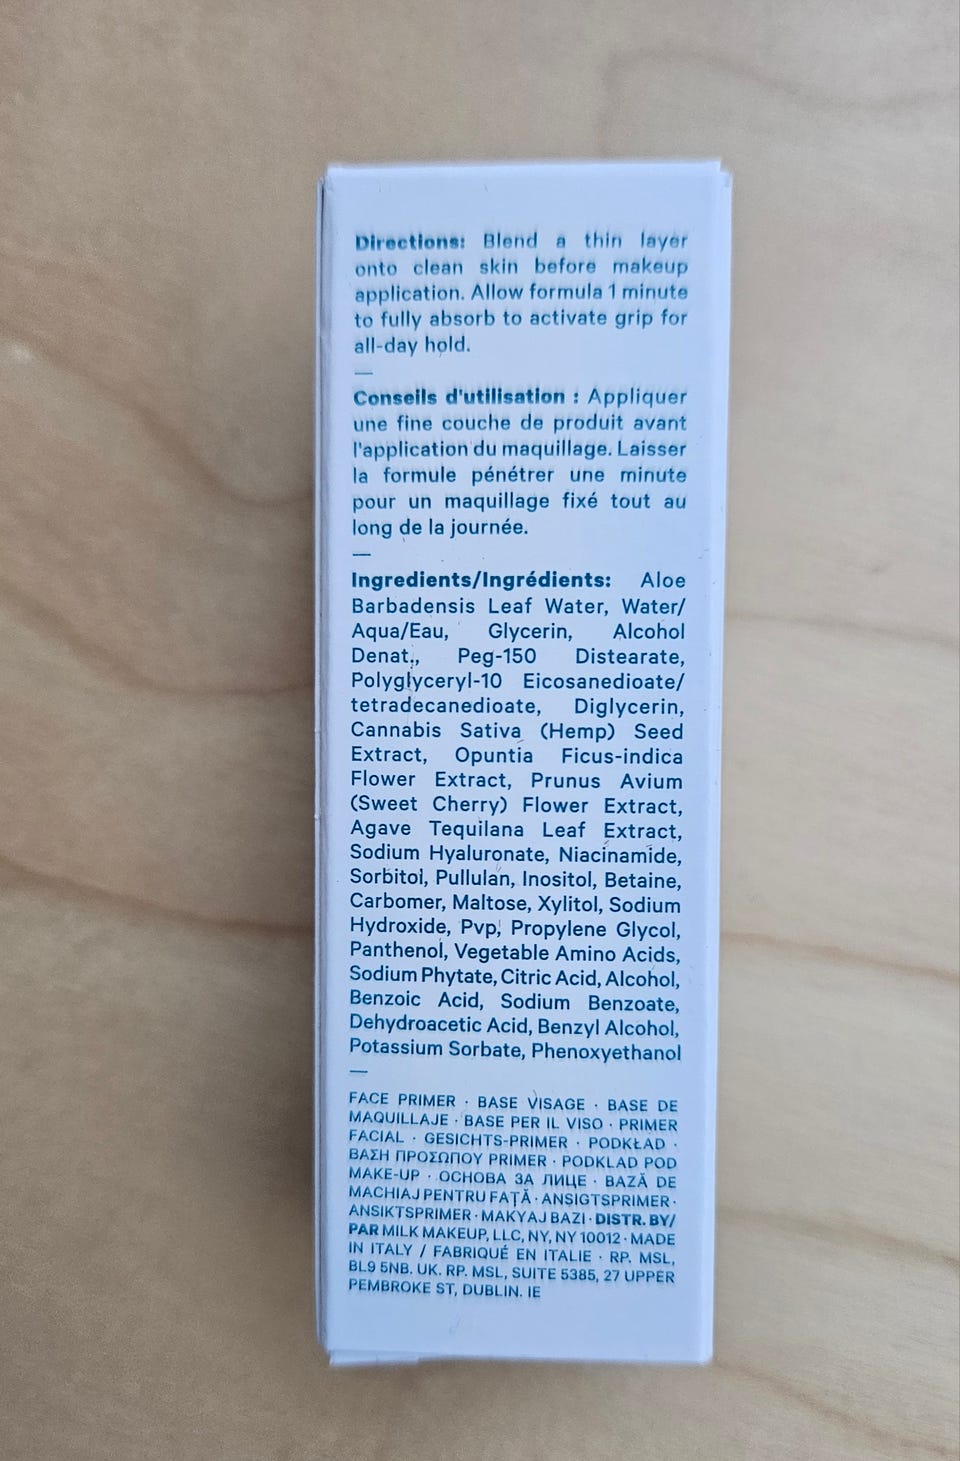 Directions: Blend a thin layer
onto clean skin before makeup
application. Allow formula 1 minute
to fully absorb to activate grip for
all-day hold.
—
Conseils d'utilisation : Appliquer
une fine couche de produit avant
l'application du maquillage. Laisser
la formule pénétrer une minute
pour un maquillage fixé tout au
long de la journée.
—
Ingredients/Ingrédients: Aloe
Barbadensis Leaf Water, Water/
Aqua/Eau, Glycerin, Alcohol
Denat., Peg-150 Distearate,
Polyglyceryl-10 Eicosanedioate/
tetradecanedioate, Diglycerin,
Cannabis Sativa (Hemp) Seed
Extract, Opuntia Ficus-indica
Flower Extract, Prunus Avium
(Sweet Cherry) Flower Extract,
Agave Tequilana Leaf Extract,
Sodium Hyaluronate, Niacinamide,
Sorbitol, Pullulan, Inositol, Betaine,
Carbomer, Maltose, Xylitol, Sodium
Hydroxide, Pvp, Propylene Glycol,
Panthenol, Vegetable Amino Acids,
Sodium Phytate, Citric Acid, Alcohol,
Benzoic Acid, Sodium Benzoate,
Dehydroacetic Acid, Benzyl Alcohol,
Potassium Sorbate, Phenoxyethanol
—
FACE PRIMER · BASE VISAGE · BASE DE
MAQUILLAJE · BASE PER IL VISO · PRIMER
FACIAL · GESICHTS-PRIMER · PODKŁAD ·
ΒΑΣΗ ΠΡΟΣΩΠΟΥ PRIMER · PODKLAD POD
MAKE-UP · ОСНОВА ЗА ЛИЦЕ · BAZĂ DE
MACHIAJ PENTRU FAȚĂ · ANSIGTSPRIMER ·
ANSIKTSPRIMER · MAKYAJ BAZI · DISTR. BY/
PAR MILK MAKEUP, LLC, NY, NY 10012 · MADE
IN ITALY / FABRIQUÉ EN ITALIE · RP. MSL,
BL9 5NB. UK. RP. MSL, SUITE 5385, 27 UPPER
PEMBROKE ST, DUBLIN. IE